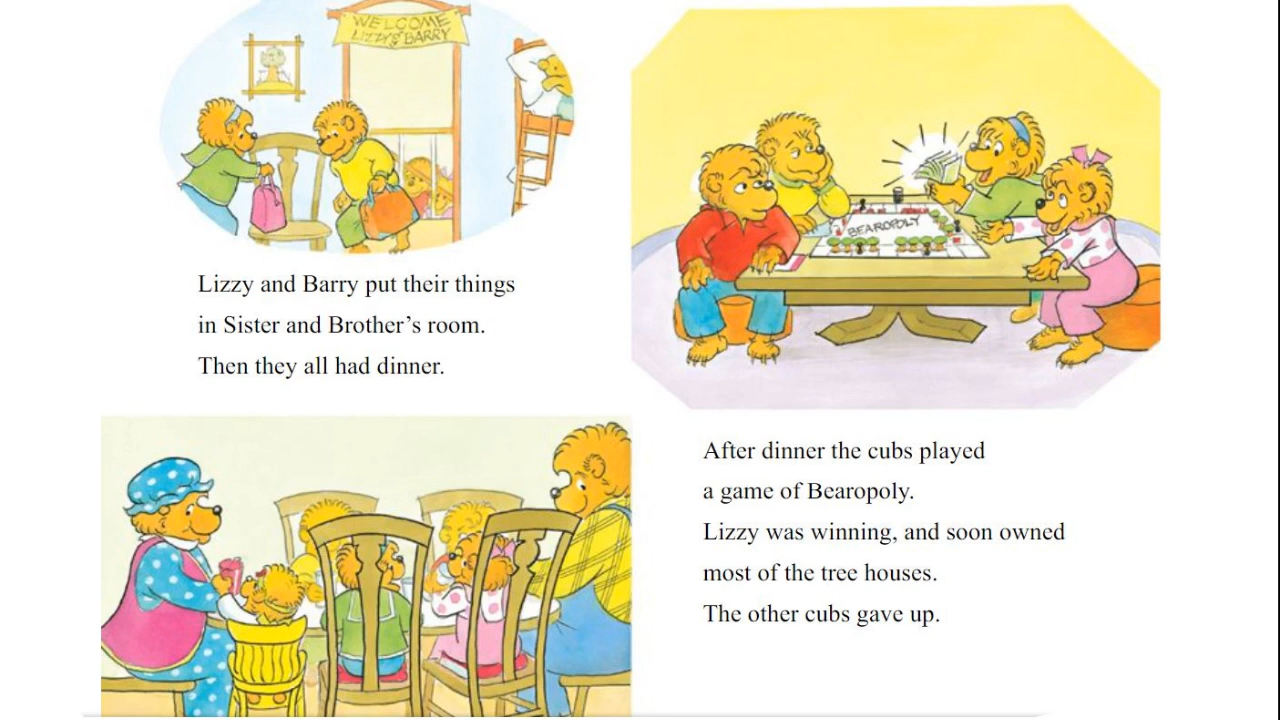 WELCOME
LIZZY & BARRY
Lizzy and Barry put their things
in Sister and Brother’s room.
Then they all had dinner.
BEAROPOLY
After dinner the cubs played
a game of Bearopoly.
Lizzy was winning, and soon owned
most of the tree houses.
The other cubs gave up.